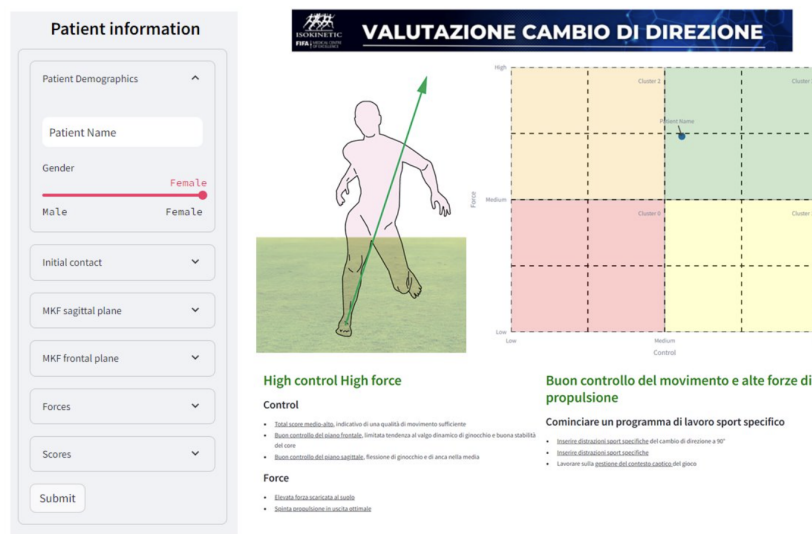 Patient information
Patient Demographics
Patient Name
Gender
Female
Male Female
Initial contact
MKF sagittal plane
MKF frontal plane
Forces
Scores
Submit
ISOKINETIC
FIFA MEDICAL CENTRE OF EXCELLENCE
VALUTAZIONE CAMBIO DI DIREZIONE
High
Cluster 2
Cluster
Patient Name
Force
Medium
Cluster
Cluster
Low
Low
Medium
Control
High control High force
Control
Total score medio-alto, indicativo di una qualità di movimento sufficiente
Buon controllo del piano frontale, limitata tendenza al valgo dinamico di ginocchio e buona stabilità
del core
Buon controllo del piano sagittale, flessione di ginocchio e di anca nella media
Force
Elevata forza scaricata al suolo
Spinta propulsione in uscita ottimale
Buon controllo del movimento e alte forze di
propulsione
Cominciare un programma di lavoro sport specifico
Inserire distrazioni sport specifiche del cambio di direzione a 90°
Inserire distrazioni sport specifiche
Lavorare sulla gestione del contesto caotico del gioco